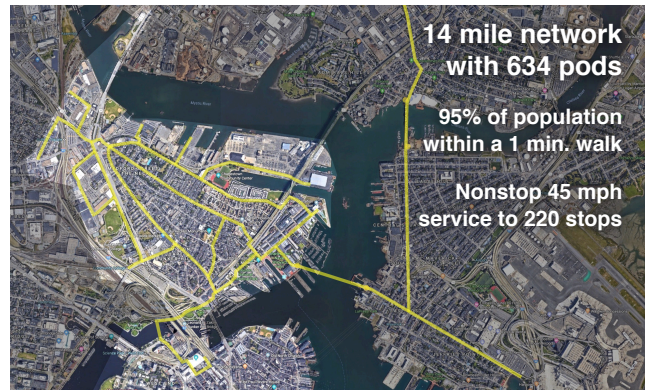 14 mile network
with 634 pods
95% of population
within a 1 min. walk
Nonstop 45 mph
service to 220 stops